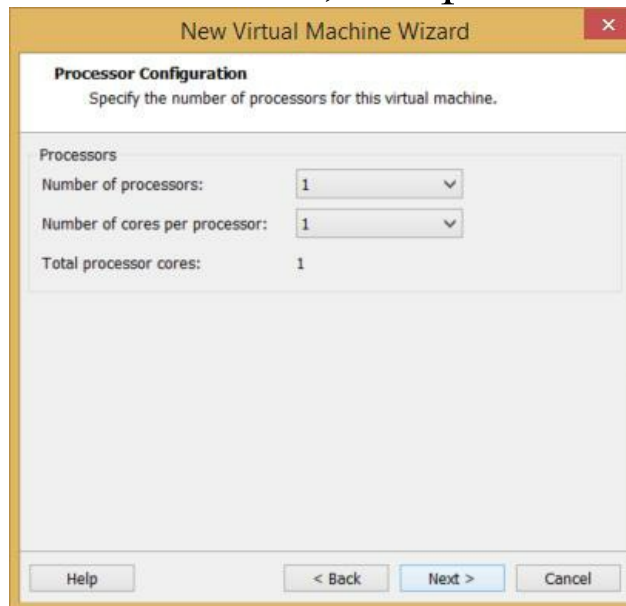 New Virtual Machine Wizard
Processor Configuration
Specify the number of processors for this virtual machine.
Processors
Number of processors: 1
Number of cores per processor: 1
Total processor cores: 1
Help < Back Next > Cancel